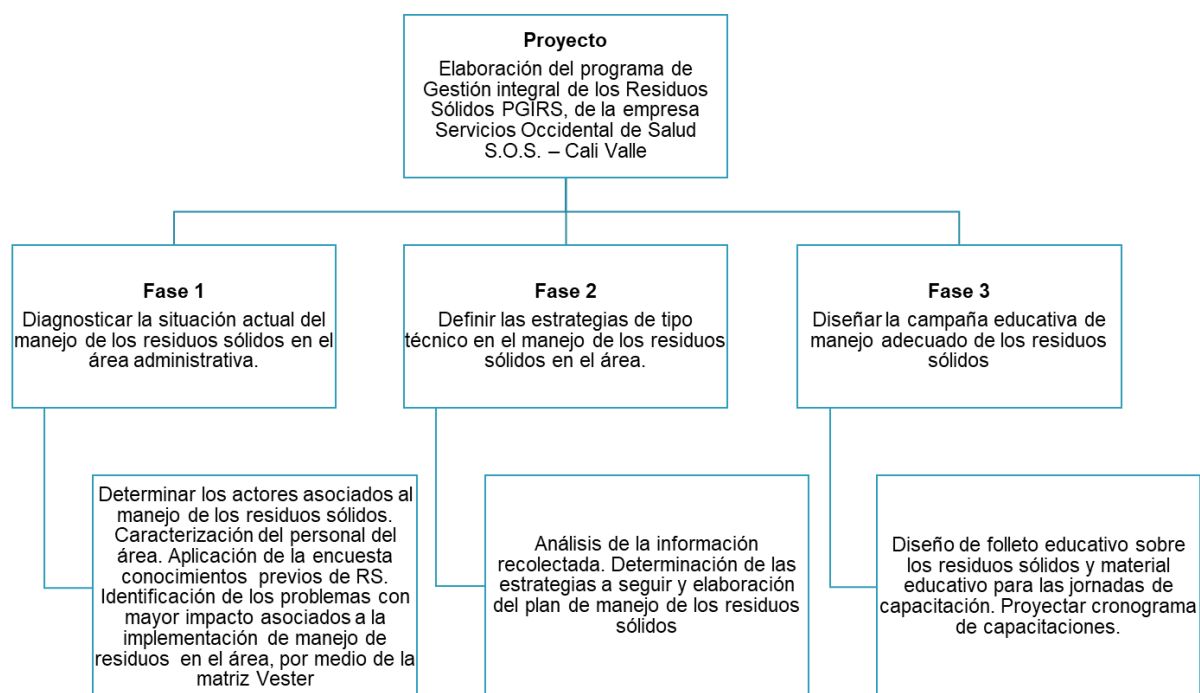 Proyecto
Elaboración del programa de
Gestión integral de los Residuos
Sólidos PGIRS, de la empresa
Servicios Occidental de Salud
S.O.S. – Cali Valle
Fase 1
Diagnosticar la situación actual del
manejo de los residuos sólidos en el
área administrativa.
Fase 2
Definir las estrategias de tipo
técnico en el manejo de los residuos
sólidos en el área.
Fase 3
Diseñar la campaña educativa de
manejo adecuado de los residuos
sólidos
Determinar los actores asociados al
manejo de los residuos sólidos.
Caracterización del personal del
área. Aplicación de la encuesta
conocimientos previos de RS.
Identificación de los problemas con
mayor impacto asociados a la
implementación de manejo de
residuos en el área, por medio de la
matriz Vester
Análisis de la información
recolectada. Determinación de las
estrategias a seguir y elaboración
del plan de manejo de los residuos
sólidos
Diseño de folleto educativo sobre
los residuos sólidos y material
educativo para las jornadas de
capacitación. Proyectar cronograma
de capacitaciones.